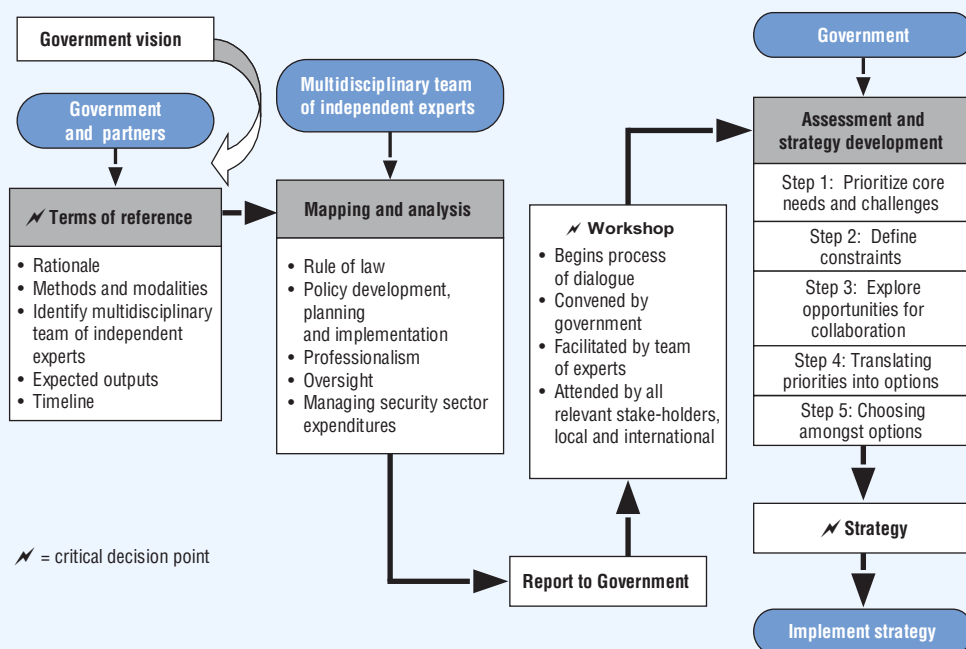 Government vision
Government
and partners
Terms of reference
• Rationale
• Methods and modalities
• Identify multidisciplinary
team of independent
experts
• Expected outputs
• Timeline
= critical decision point
Multidisciplinary team
of independent experts
Mapping and analysis
• Rule of law
• Policy development,
planning
and implementation
• Professionalism
• Oversight
• Managing security sector
expenditures
Report to Government
Workshop
• Begins process
of dialogue
• Convened by
government
• Facilitated by team
of experts
• Attended by all
relevant stake-holders,
local and international
Government
Assessment and
strategy development
Step 1: Prioritize core
needs and challenges
Step 2: Define
constraints
Step 3: Explore
opportunities for
collaboration
Step 4: Translating
priorities into options
Step 5: Choosing
amongst options
Strategy
Implement strategy